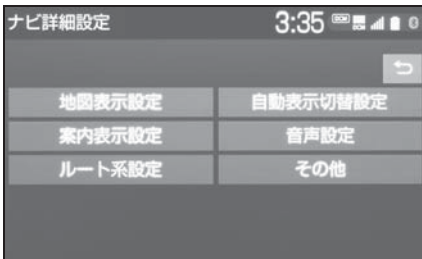 ナビ詳細設定 3:35
地図表示設定 自動表示切替設定
案内表示設定 音声設定
ルート系設定 その他